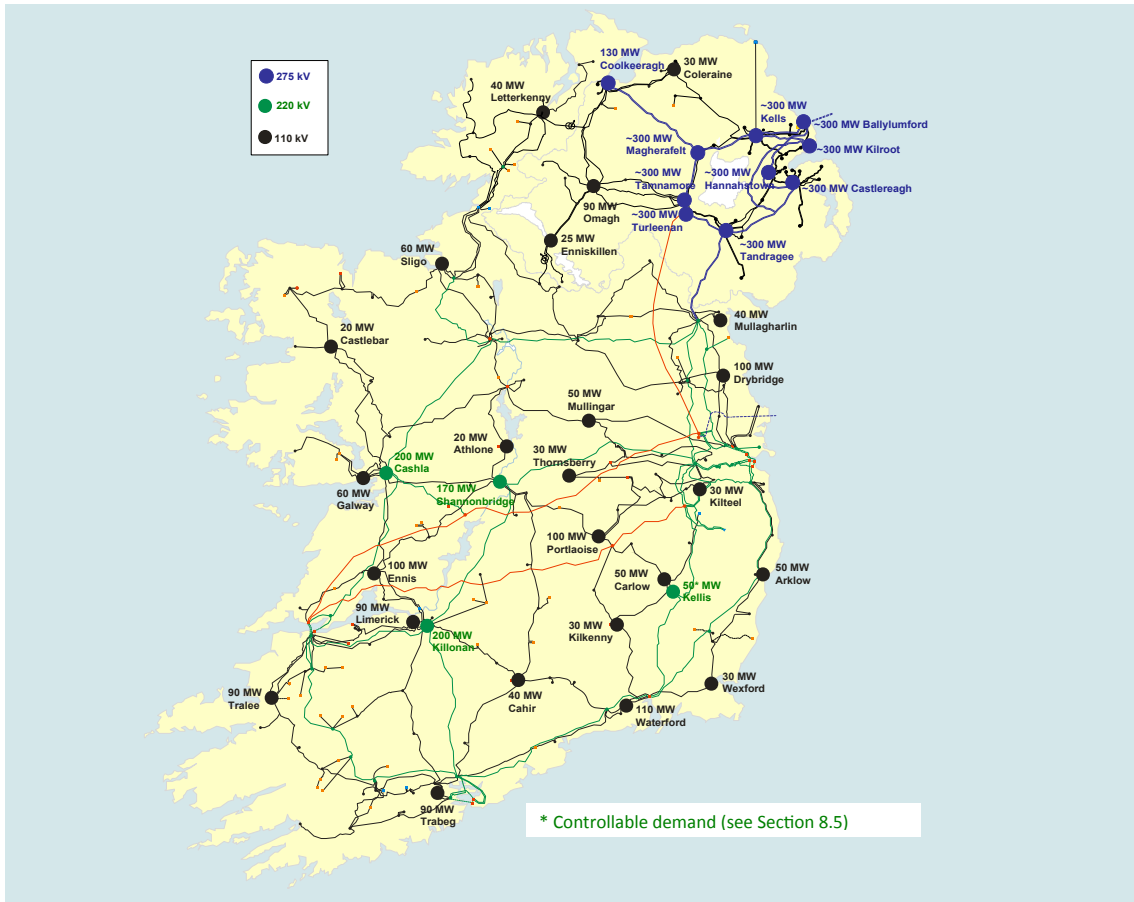 275 kV
220 kV
110 kV
130 MW
Coolkeeragh
30 MW
Coleraine
40 MW
Letterkenny
~300 MW
Kells
~300 MW Ballylumford
~300 MW
Magherafelt
~300 MW Kilroot
~300 MW
Tamnamore
~300 MW
Hannahstown
~300 MW Castlereagh
90 MW
Omagh
~300 MW
Turleenan
~300 MW
Tandragee
25 MW
Enniskillen
60 MW
Sligo
40 MW
Mullagharlin
20 MW
Castlebar
100 MW
Drybridge
50 MW
Mullingar
20 MW
Athlone
30 MW
Thornsberry
200 MW
Cashla
170 MW
Shannonbridge
60 MW
Galway
30 MW
Kilteel
100 MW
Portlaoise
100 MW
Ennis
50 MW
Carlow
50* MW
Kellis
50 MW
Arklow
90 MW
Limerick
200 MW
Killonan
30 MW
Kilkenny
90 MW
Tralee
40 MW
Cahir
30 MW
Wexford
110 MW
Waterford
90 MW
Trabeg
* Controllable demand (see Section 8.5)